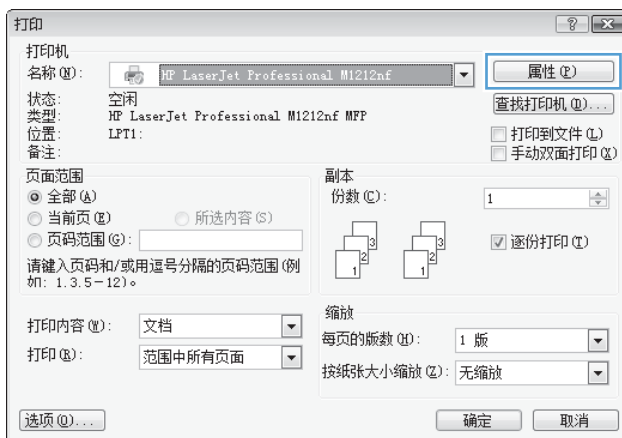 打印
打印机
名称(N): HP LaserJet Professional M1212nf 属性(P)
状态: 空闲 查找打印机(D)...
类型: HP LaserJet Professional M1212nf MFP
位置: LPT1: 打印到文件(L)
备注: 手动双面打印(X)
页面范围 副本
全部(A) 份数(C): 1
当前页(E) 所选内容(S)
页码范围(G): 逐份打印(T)
请键入页码和/或用逗号分隔的页码范围(例
如: 1.3.5-12)。
1 2 3 1 2 3
缩放
打印内容(W): 文档 每页的版数(H): 1 版
打印(R): 范围中所有页面 按纸张大小缩放(Z): 无缩放
选项(O)... 确定 取消